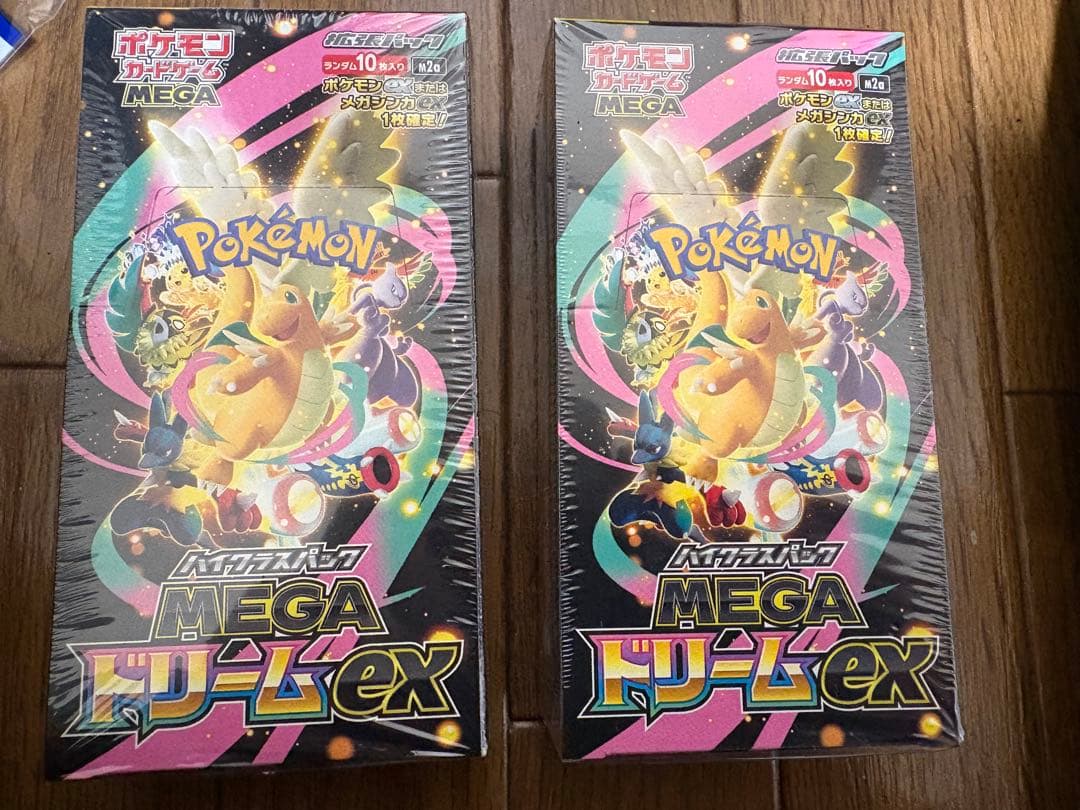 ポケモン
カードゲーム
MEGA
拡張パック
ランダム10枚入り
M2a
ポケモンexまたは
メガシンカex
1枚確定!!
POKéMON
ハイクラスパック
MEGA
ドリームex
ポケモン
カードゲーム
MEGA
拡張パック
ランダム10枚入り
M2a
ポケモンexまたは
メガシンカex
1枚確定!!
POKéMON
ハイクラスパック
MEGA
ドリームex